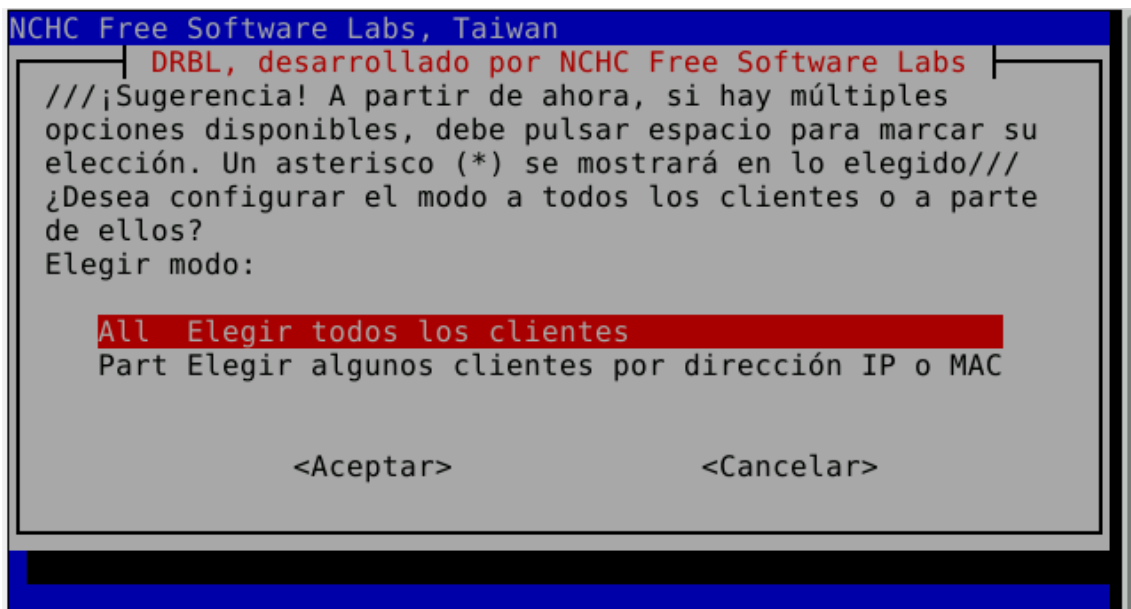 NCHC Free Software Labs, Taiwan
DRBL, desarrollado por NCHC Free Software Labs
///¡Sugerencia! A partir de ahora, si hay múltiples
opciones disponibles, debe pulsar espacio para marcar su
elección. Un asterisco (*) se mostrará en lo elegido///
¿Desea configurar el modo a todos los clientes o a parte
de ellos?
Elegir modo:
All Elegir todos los clientes
Part Elegir algunos clientes por dirección IP o MAC
<Aceptar> <Cancelar>